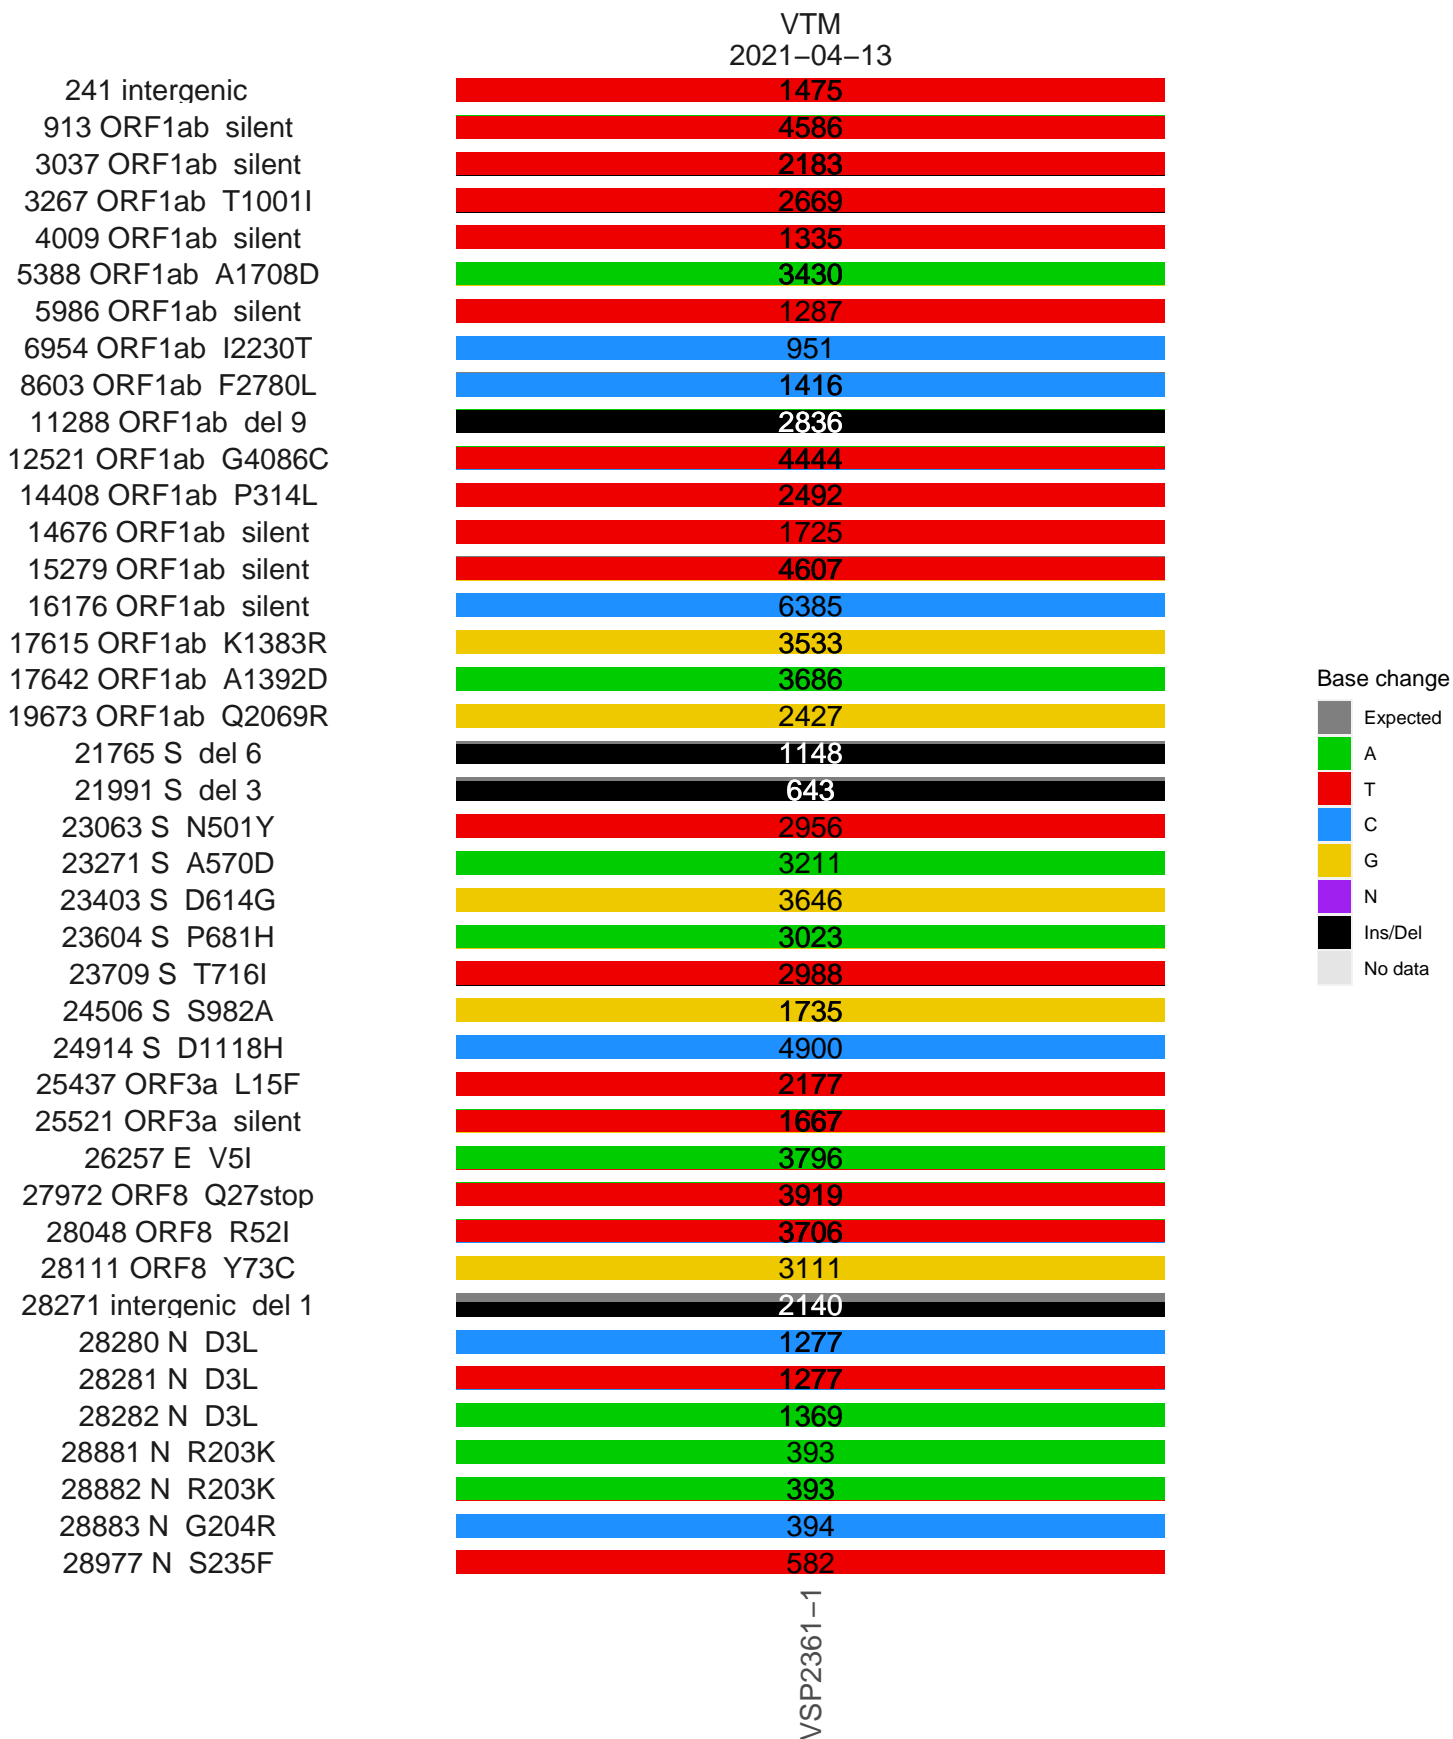 VTM
2021−04−13
241 intergenic 1475
913 ORF1ab silent 4586
3037 ORF1ab silent 2183
3267 ORF1ab T1001I 2669
4009 ORF1ab silent 1335
5388 ORF1ab A1708D 3430
5986 ORF1ab silent 1287
6954 ORF1ab I2230T 951
8603 ORF1ab F2780L 1416
11288 ORF1ab del 9 2836
12521 ORF1ab G4086C 4444
14408 ORF1ab P314L 2492
14676 ORF1ab silent 1725
15279 ORF1ab silent 4607
16176 ORF1ab silent 6385
17615 ORF1ab K1383R 3533
17642 ORF1ab A1392D 3686
19673 ORF1ab Q2069R 2427
21765 S del 6 1148
21991 S del 3 643
23063 S N501Y 2956
23271 S A570D 3211
23403 S D614G 3646
23604 S P681H 3023
23709 S T716I 2988
24506 S S982A 1735
24914 S D1118H 4900
25437 ORF3a L15F 2177
25521 ORF3a silent 1667
26257 E V5I 3796
27972 ORF8 Q27stop 3919
28048 ORF8 R52I 3706
28111 ORF8 Y73C 3111
28271 intergenic del 1 2140
28280 N D3L 1277
28281 N D3L 1277
28282 N D3L 1369
28881 N R203K 393
28882 N R203K 393
28883 N G204R 394
28977 N S235F 582
VSP2361−1
Base change
Expected
A
T
C
G
N
Ins/Del
No data